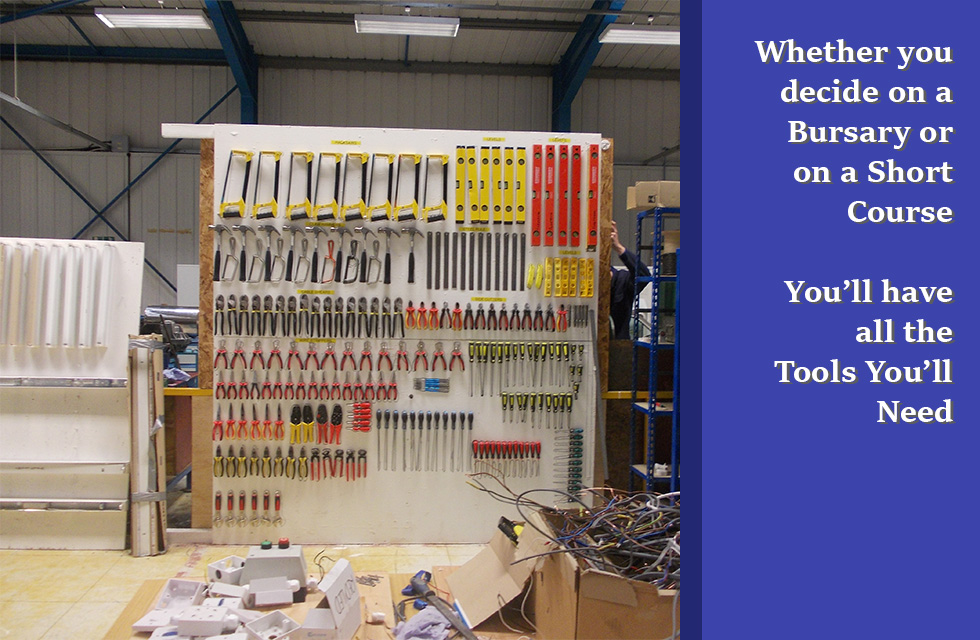 Whether you
decide on a
Bursary or
on a Short
Course
You’ll have
all the
Tools You’ll
Need